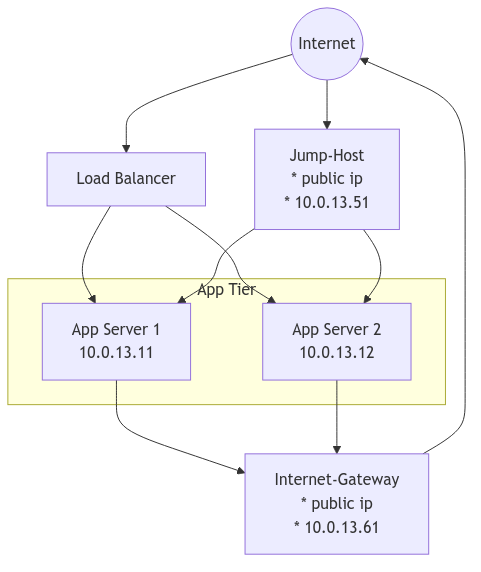 Internet
Jump-Host
* public ip
* 10.0.13.51
Load Balancer
App Tier
App Server 1
10.0.13.11
App Server 2
10.0.13.12
Internet-Gateway
* public ip
* 10.0.13.61